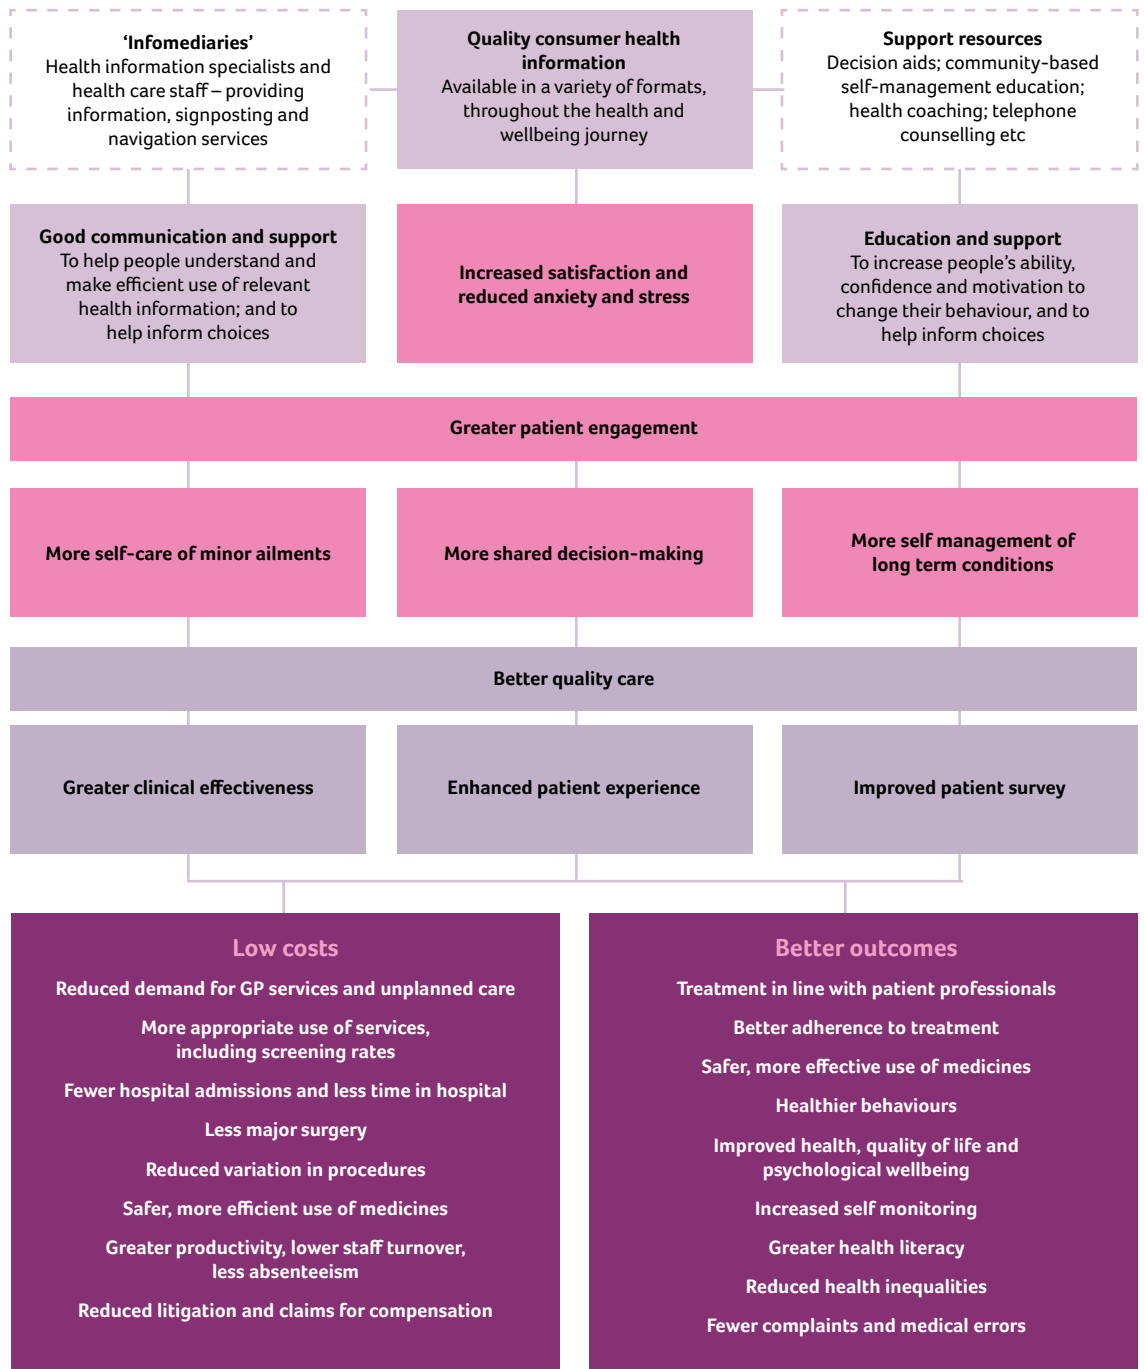 ‘Infomediaries’
Health information specialists and
health care staff – providing
information, signposting and
navigation services
Quality consumer health
information
Available in a variety of formats,
throughout the health and
wellbeing journey
Support resources
Decision aids; community-based
self-management education;
health coaching; telephone
counselling etc
Good communication and support
To help people understand and
make efficient use of relevant
health information; and to
help inform choices
Increased satisfaction and
reduced anxiety and stress
Education and support
To increase people’s ability,
confidence and motivation to
change their behaviour, and to
help inform choices
Greater patient engagement
More self-care of minor ailments
More shared decision-making
More self management of
long term conditions
Better quality care
Greater clinical effectiveness
Enhanced patient experience
Improved patient survey
Low costs
Reduced demand for GP services and unplanned care
More appropriate use of services,
including screening rates
Fewer hospital admissions and less time in hospital
Less major surgery
Reduced variation in procedures
Safer, more efficient use of medicines
Greater productivity, lower staff turnover,
less absenteeism
Reduced litigation and claims for compensation
Better outcomes
Treatment in line with patient professionals
Better adherence to treatment
Safer, more effective use of medicines
Healthier behaviours
Improved health, quality of life and
psychological wellbeing
Increased self monitoring
Greater health literacy
Reduced health inequalities
Fewer complaints and medical errors